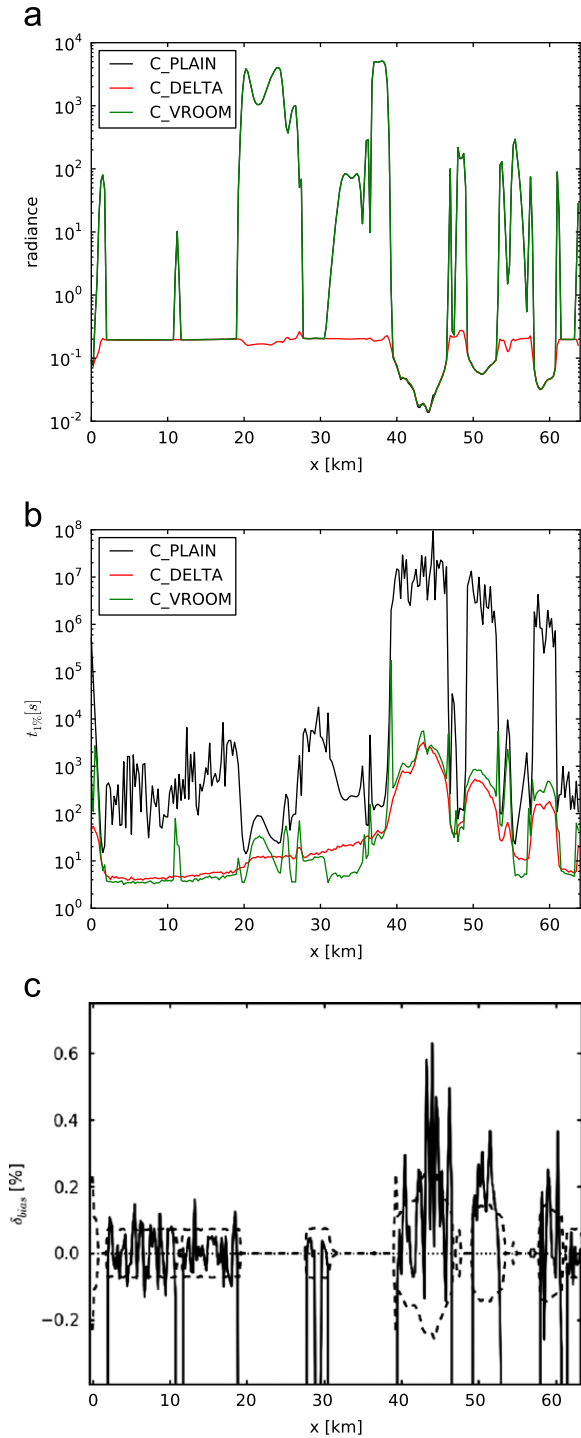 a
10^4
10^3
10^2
10^1
10^0
10^-1
10^-2
radiance
C_PLAIN
C_DELTA
C_VROOM
0 10 20 30 40 50 60
x [km]
b
10^8
10^7
10^6
10^5
10^4
10^3
10^2
10^1
10^0
t_1%[s]
C_PLAIN
C_DELTA
C_VROOM
0 10 20 30 40 50 60
x [km]
c
0.6
0.4
0.2
0.0
−0.2
δ_bias [%]
0 10 20 30 40 50 60
x [km]